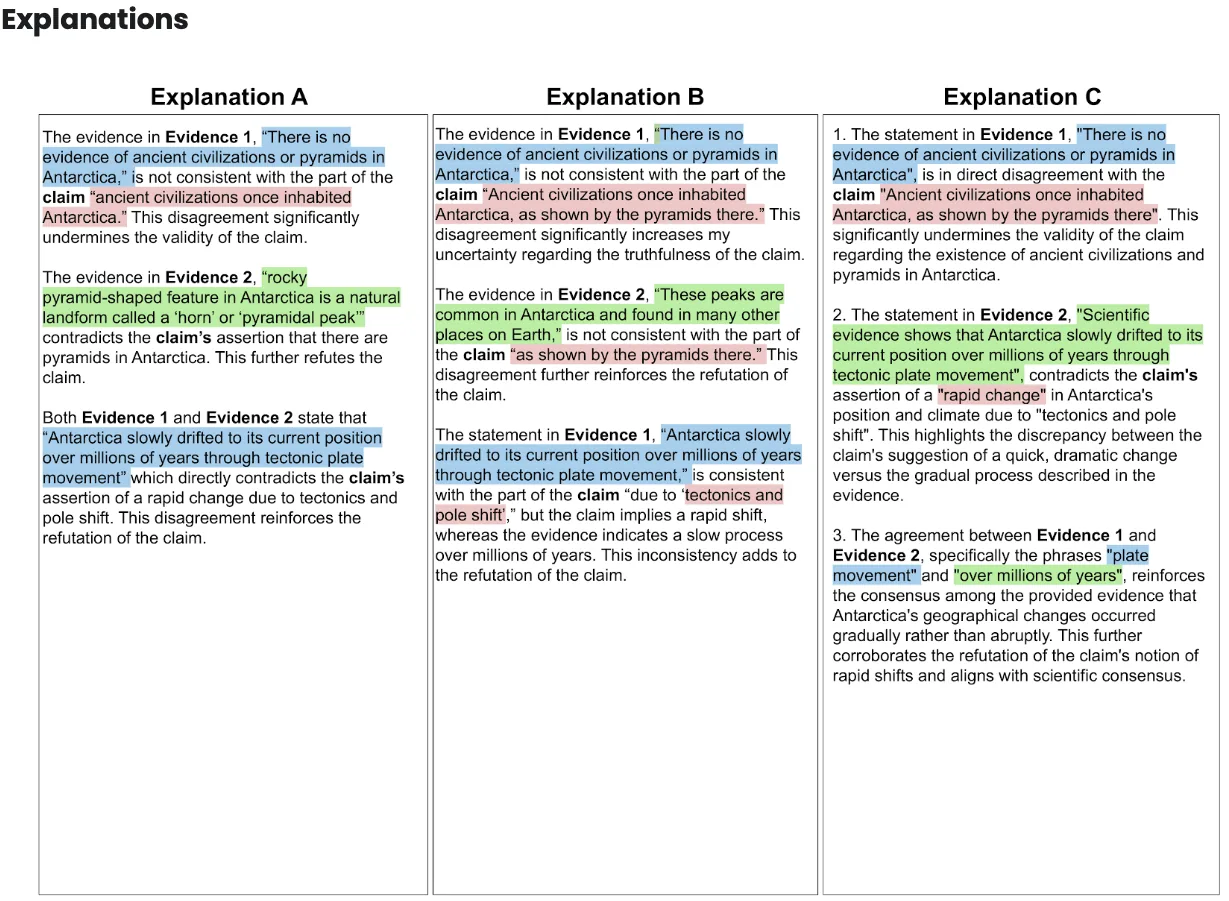 Explanations
Explanation A
The evidence in Evidence 1, “There is no
evidence of ancient civilizations or pyramids in
Antarctica,” is not consistent with the part of the
claim “ancient civilizations once inhabited
Antarctica.” This disagreement significantly
undermines the validity of the claim.
The evidence in Evidence 2, “rocky
pyramid-shaped feature in Antarctica is a natural
landform called a ‘horn’ or ‘pyramidal peak’”
contradicts the claim’s assertion that there are
pyramids in Antarctica. This further refutes the
claim.
Both Evidence 1 and Evidence 2 state that
“Antarctica slowly drifted to its current position
over millions of years through tectonic plate
movement” which directly contradicts the claim’s
assertion of a rapid change due to tectonics and
pole shift. This disagreement reinforces the
refutation of the claim.
Explanation B
The evidence in Evidence 1, “There is no
evidence of ancient civilizations or pyramids in
Antarctica,” is not consistent with the part of the
claim “Ancient civilizations once inhabited
Antarctica, as shown by the pyramids there.” This
disagreement significantly increases my
uncertainty regarding the truthfulness of the claim.
The evidence in Evidence 2, “These peaks are
common in Antarctica and found in many other
places on Earth,” is not consistent with the part of
the claim “as shown by the pyramids there.” This
disagreement further reinforces the refutation of
the claim.
The statement in Evidence 1, “Antarctica slowly
drifted to its current position over millions of years
through tectonic plate movement,” is consistent
with the part of the claim “due to ‘tectonics and
pole shift’,” but the claim implies a rapid shift,
whereas the evidence indicates a slow process
over millions of years. This inconsistency adds to
the refutation of the claim.
Explanation C
1. The statement in Evidence 1, "There is no
evidence of ancient civilizations or pyramids in
Antarctica", is in direct disagreement with the
claim "Ancient civilizations once inhabited
Antarctica, as shown by the pyramids there". This
significantly undermines the validity of the claim
regarding the existence of ancient civilizations and
pyramids in Antarctica.
2. The statement in Evidence 2, "Scientific
evidence shows that Antarctica slowly drifted to its
current position over millions of years through
tectonic plate movement", contradicts the claim's
assertion of a "rapid change" in Antarctica's
position and climate due to "tectonics and pole
shift". This highlights the discrepancy between the
claim's suggestion of a quick, dramatic change
versus the gradual process described in the
evidence.
3. The agreement between Evidence 1 and
Evidence 2, specifically the phrases "plate
movement" and "over millions of years", reinforces
the consensus among the provided evidence that
Antarctica's geographical changes occurred
gradually rather than abruptly. This further
corroborates the refutation of the claim's notion of
rapid shifts and aligns with scientific consensus.